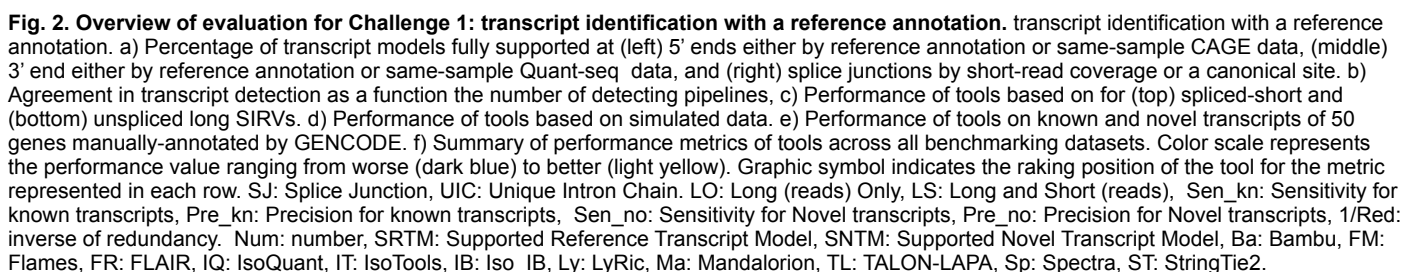 Fig. 2. Overview of evaluation for Challenge 1: transcript identification with a reference annotation. transcript identification with a reference
annotation. a) Percentage of transcript models fully supported at (left) 5’ ends either by reference annotation or same-sample CAGE data, (middle)
3’ end either by reference annotation or same-sample Quant-seq data, and (right) splice junctions by short-read coverage or a canonical site. b)
Agreement in transcript detection as a function the number of detecting pipelines, c) Performance of tools based on for (top) spliced-short and
(bottom) unspliced long SIRVs. d) Performance of tools based on simulated data. e) Performance of tools on known and novel transcripts of 50
genes manually-annotated by GENCODE. f) Summary of performance metrics of tools across all benchmarking datasets. Color scale represents
the performance value ranging from worse (dark blue) to better (light yellow). Graphic symbol indicates the raking position of the tool for the metric
represented in each row. SJ: Splice Junction, UIC: Unique Intron Chain. LO: Long (reads) Only, LS: Long and Short (reads), Sen_kn: Sensitivity for
known transcripts, Pre_kn: Precision for known transcripts, Sen_no: Sensitivity for Novel transcripts, Pre_no: Precision for Novel transcripts, 1/Red:
inverse of redundancy. Num: number, SRTM: Supported Reference Transcript Model, SNTM: Supported Novel Transcript Model, Ba: Bambu, FM:
Flames, FR: FLAIR, IQ: IsoQuant, IT: IsoTools, IB: Iso_IB, Ly: LyRic, Ma: Mandalorion, TL: TALON-LAPA, Sp: Spectra, ST: StringTie2.